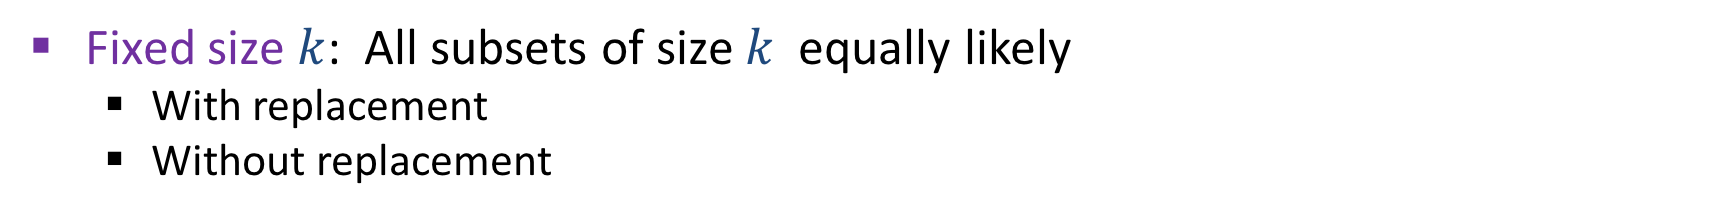 ▪ Fixed size k: All subsets of size k equally likely
▪ With replacement
▪ Without replacement